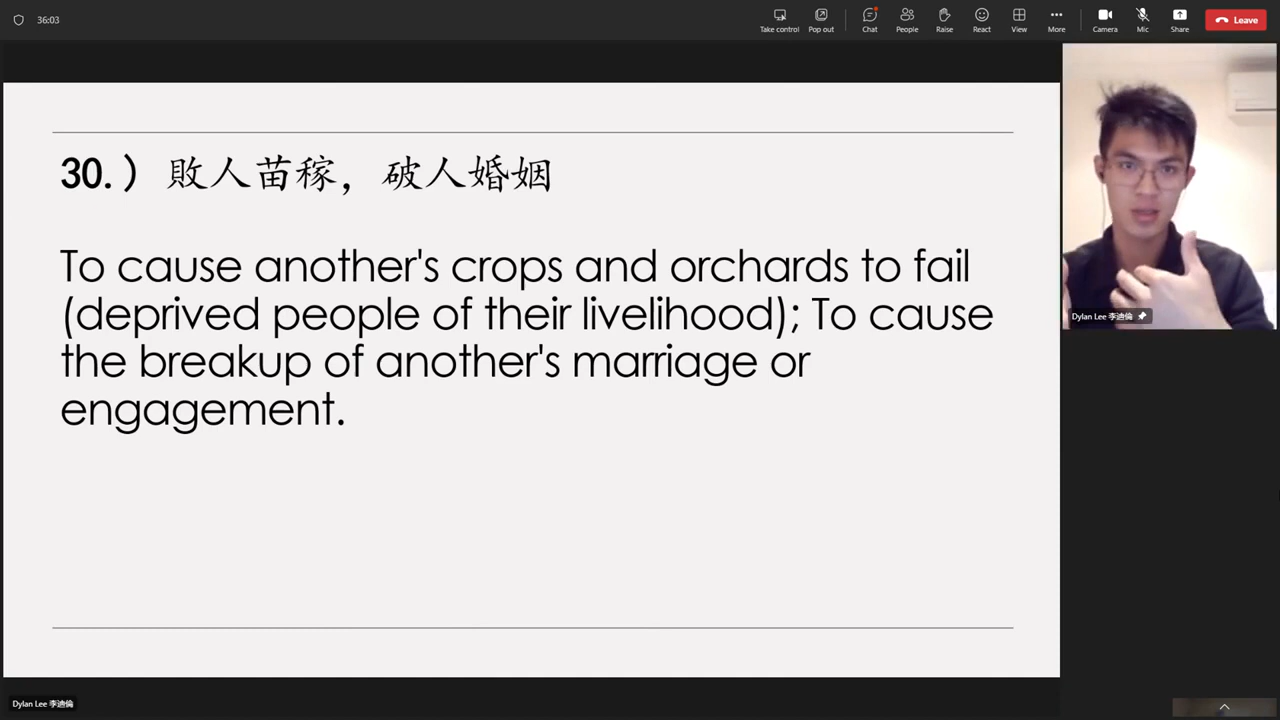 36:03
Take control
Pop out
Chat
People
Raise
React
View
More
Camera
Mic
Share
Leave
30.）敗人苗稼，破人婚姻
To cause another's crops and orchards to fail
(deprived people of their livelihood); To cause
the breakup of another's marriage or
engagement.
Dylan Lee 李迪倫
Dylan Lee 李迪倫